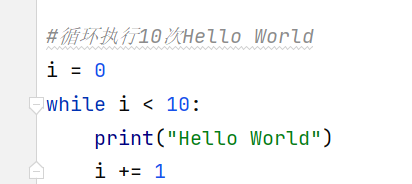 #循环执行10次Hello World
i = 0
while i < 10:
    print("Hello World")
    i += 1